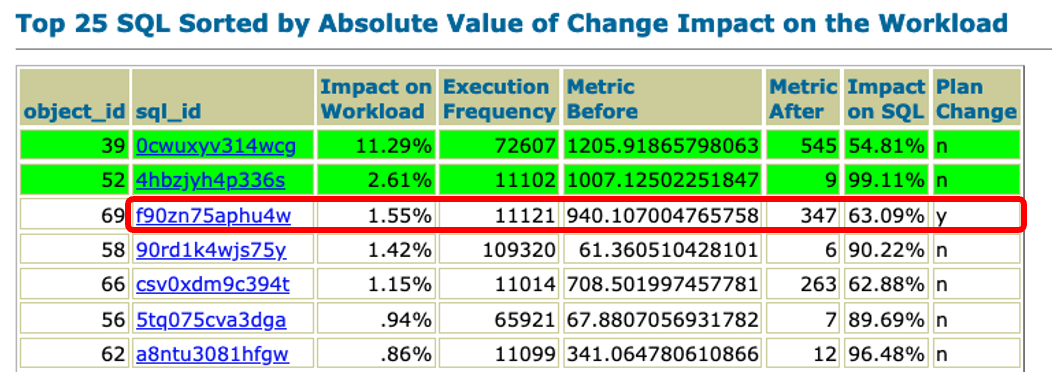 Top 25 SQL Sorted by Absolute Value of Change Impact on the Workload
object_id sql_id Impact on Workload Execution Frequency Metric Before Metric After Impact on SQL Plan Change
39 0cwuxyv314wcg 11.29% 72607 1205.91865798063 545 54.81% n
52 4hbzjyh4p336s 2.61% 11102 1007.12502251847 9 99.11% n
69 f90zn75aphu4w 1.55% 11121 940.107004765758 347 63.09% y
58 90rd1k4wjs75y 1.42% 109320 61.360510428101 6 90.22% n
66 csv0xdm9c394t 1.15% 11014 708.501997457781 263 62.88% n
56 5tq075cva3dga .94% 65921 67.8807056931782 7 89.69% n
62 a8ntu3081hfgw .86% 11099 341.064780610866 12 96.48% n